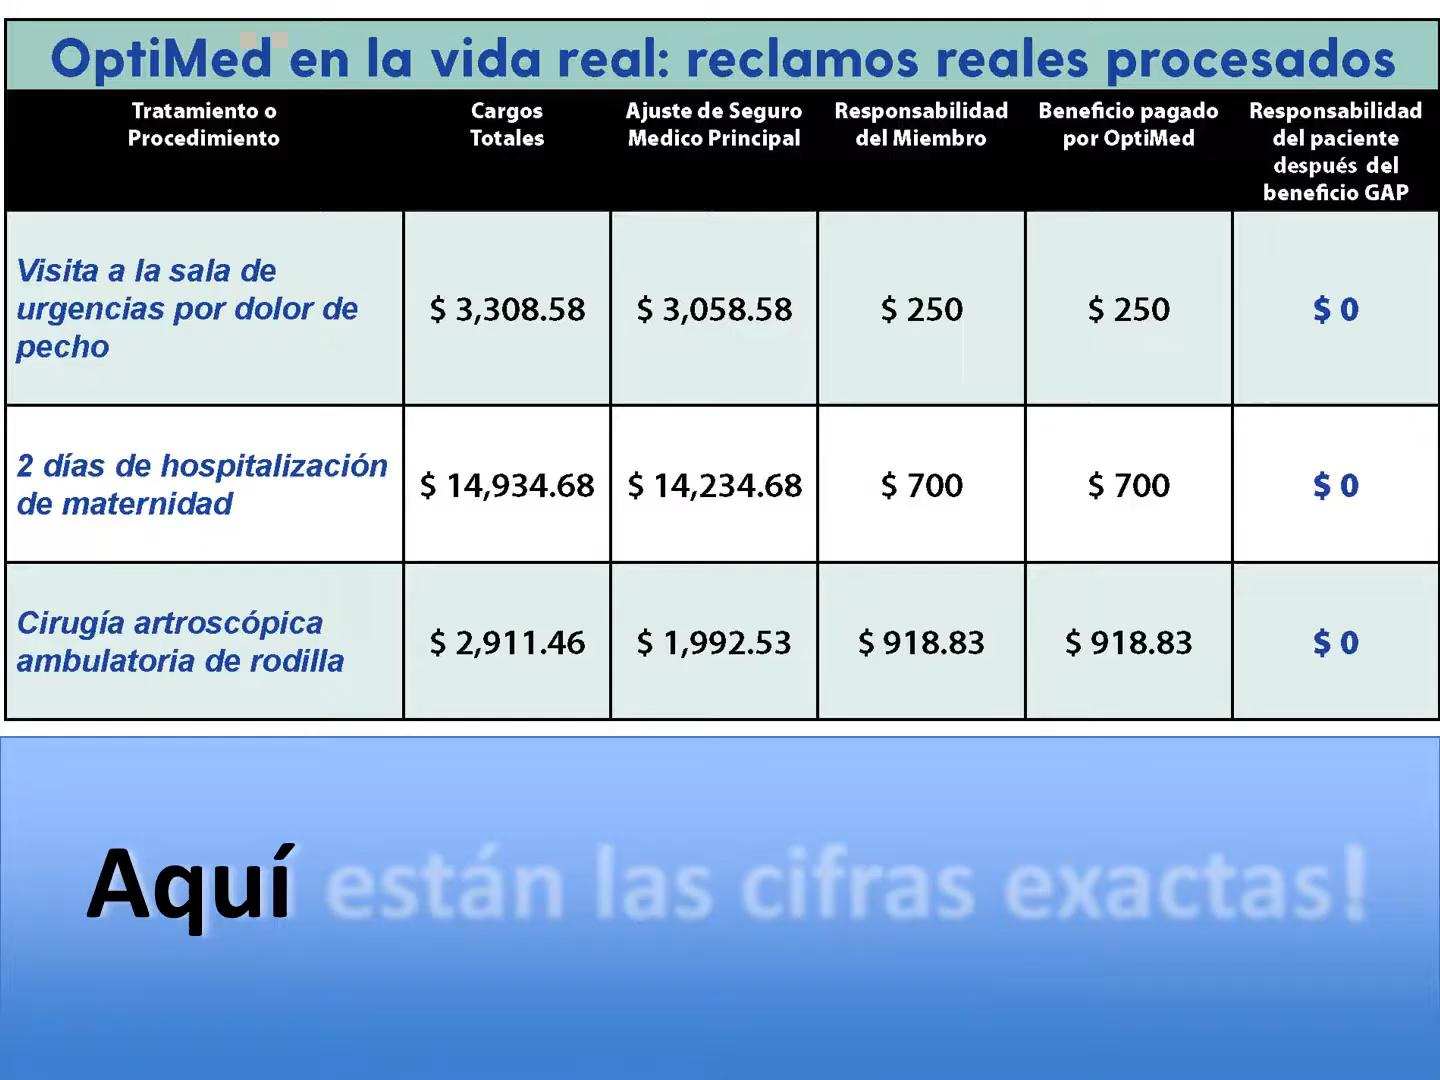 OptiMed en la vida real: reclamos reales procesados
Tratamiento o
Procedimiento
Cargos
Totales
Ajuste de Seguro
Medico Principal
Responsabilidad
del Miembro
Beneficio pagado
por OptiMed
Responsabilidad
del paciente
después del
beneficio GAP
Visita a la sala de
urgencias por dolor de
pecho
$ 3,308.58
$ 3,058.58
$ 250
$ 250
$ 0
2 días de hospitalización
de maternidad
$ 14,934.68
$ 14,234.68
$ 700
$ 700
$ 0
Cirugía artroscópica
ambulatoria de rodilla
$ 2,911.46
$ 1,992.53
$ 918.83
$ 918.83
$ 0
Aquí están las cifras exactas!